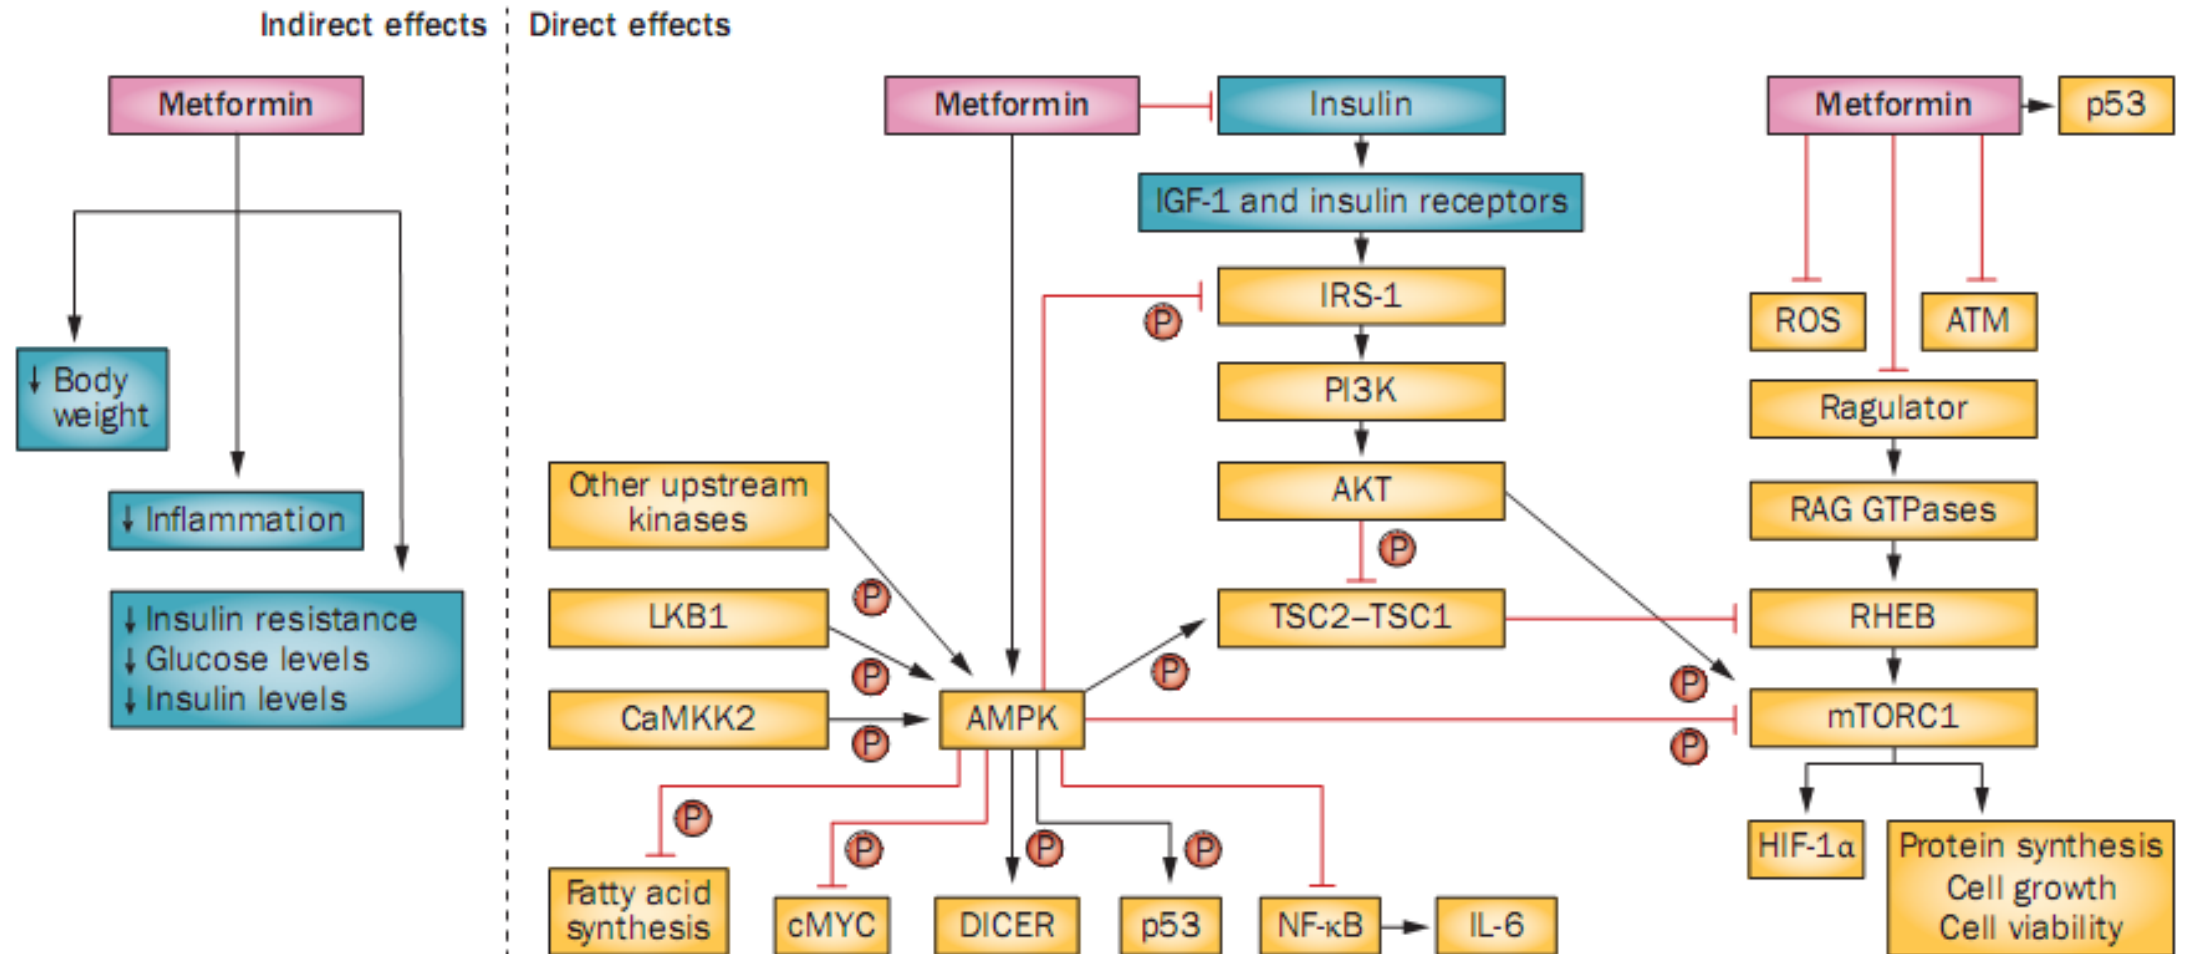 Indirect effects
Direct effects
Metformin
↓ Body
weight
↓ Inflammation
↓ Insulin resistance
↓ Glucose levels
↓ Insulin levels
Metformin
Insulin
IGF-1 and insulin receptors
IRS-1
P
PI3K
AKT
P
TSC2–TSC1
P
Other upstream
kinases
P
LKB1
P
CaMKK2
P
AMPK
P
Fatty acid
synthesis
P
cMYC
P
DICER
P
p53
NF-κB
IL-6
Metformin
p53
ROS
ATM
Ragulator
RAG GTPases
RHEB
P
mTORC1
P
HIF-1α
Protein synthesis
Cell growth
Cell viability